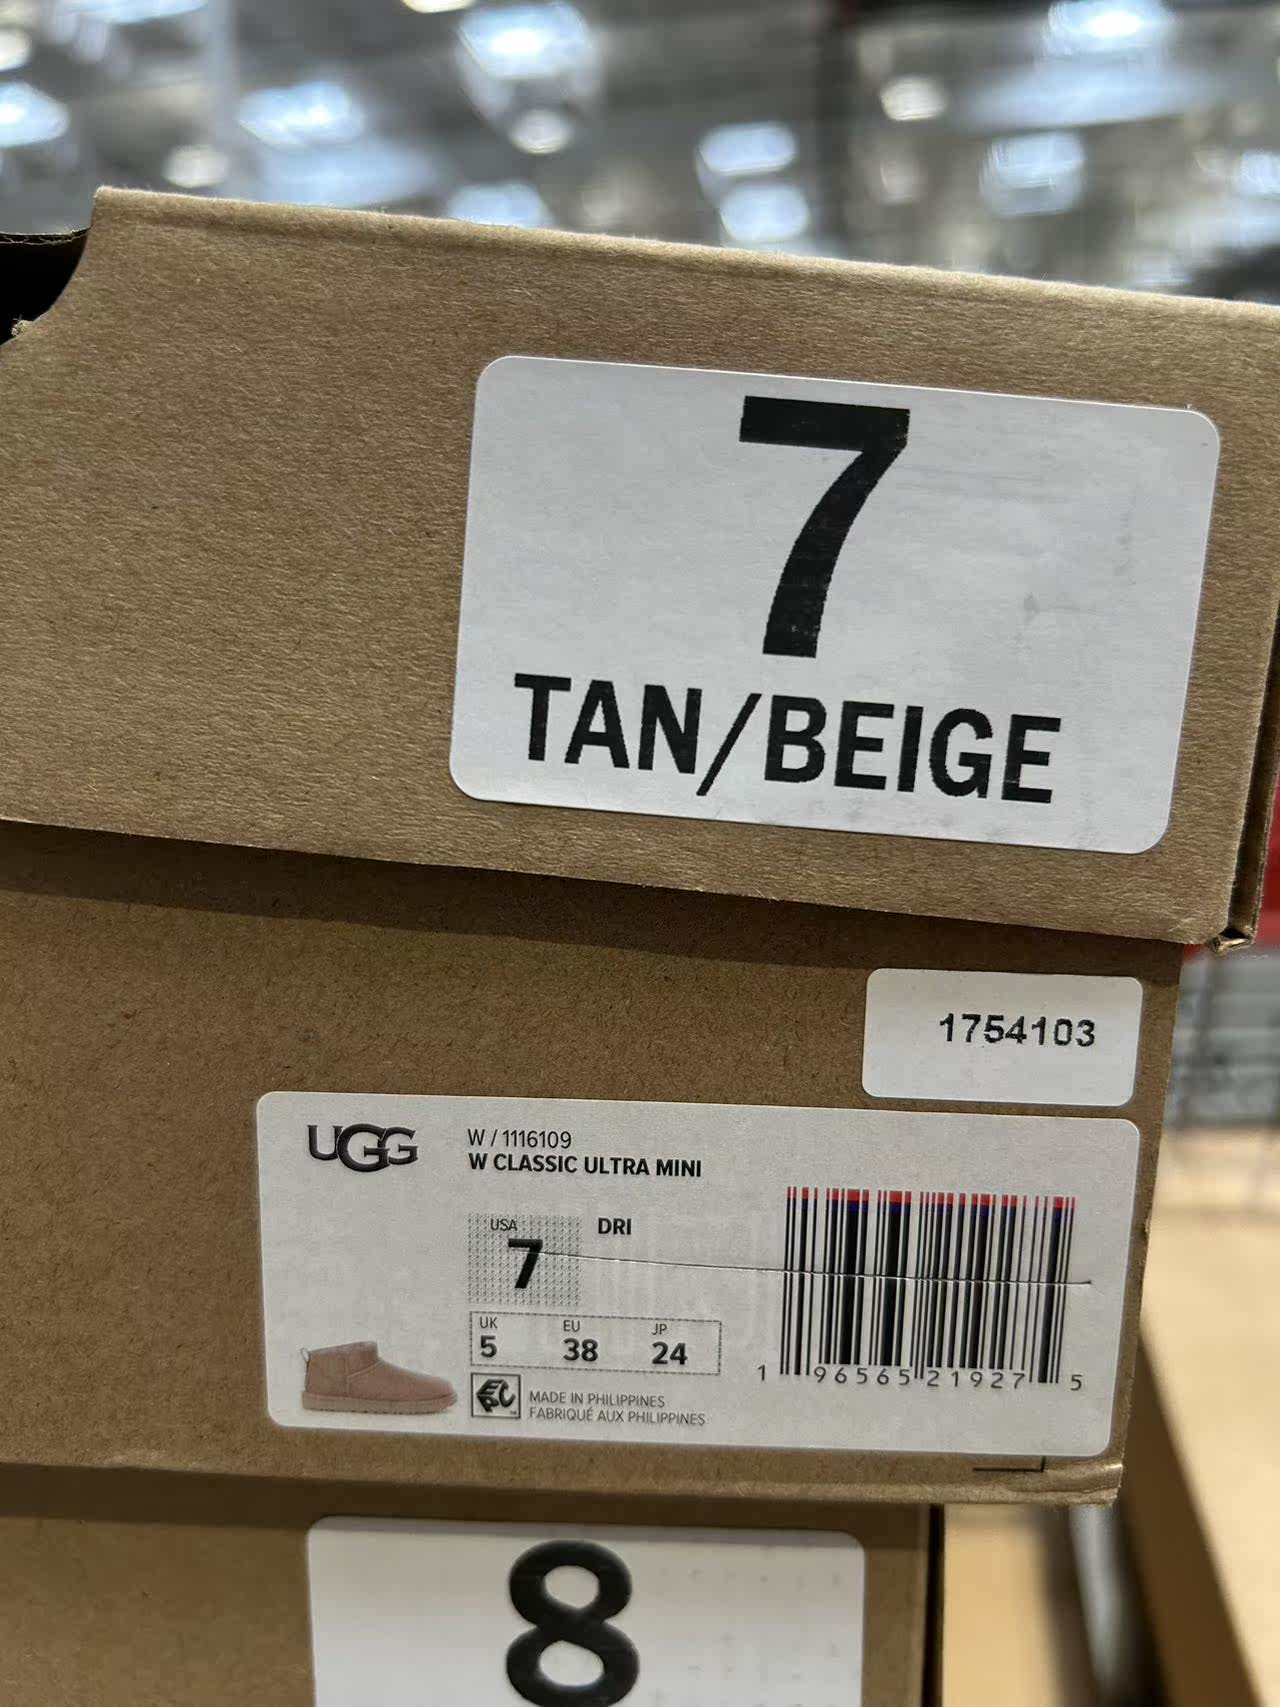 7
TAN/BEIGE
1754103
UGG
W / 1116109
W CLASSIC ULTRA MINI
USA
7
DRI
UK
5
EU
38
JP
24
EPC
MADE IN PHILIPPINES
FABRIQUÉ AUX PHILIPPINES
1 96565 21927 5
8